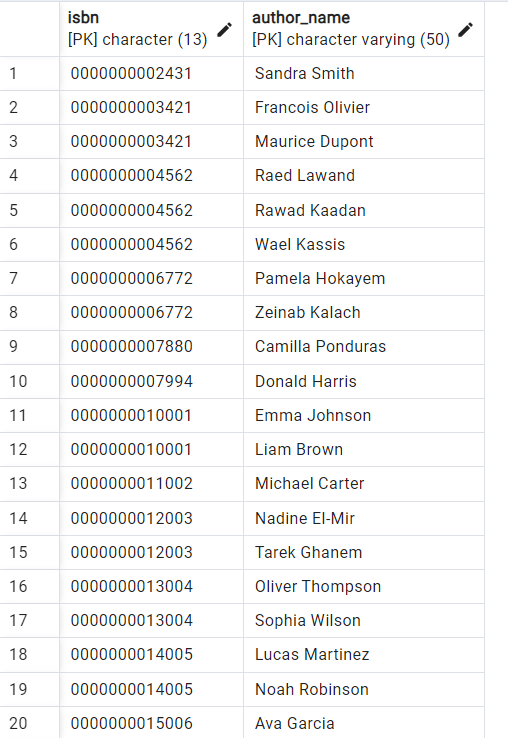 isbn author_name
[PK] character (13) [PK] character varying (50)
1 0000000002431 Sandra Smith
2 0000000003421 Francois Olivier
3 0000000003421 Maurice Dupont
4 0000000004562 Raed Lawand
5 0000000004562 Rawad Kaadan
6 0000000004562 Wael Kassis
7 0000000006772 Pamela Hokayem
8 0000000006772 Zeinab Kalach
9 0000000007880 Camilla Ponduras
10 0000000007994 Donald Harris
11 0000000010001 Emma Johnson
12 0000000010001 Liam Brown
13 0000000011002 Michael Carter
14 0000000012003 Nadine El-Mir
15 0000000012003 Tarek Ghanem
16 0000000013004 Oliver Thompson
17 0000000013004 Sophia Wilson
18 0000000014005 Lucas Martinez
19 0000000014005 Noah Robinson
20 0000000015006 Ava Garcia